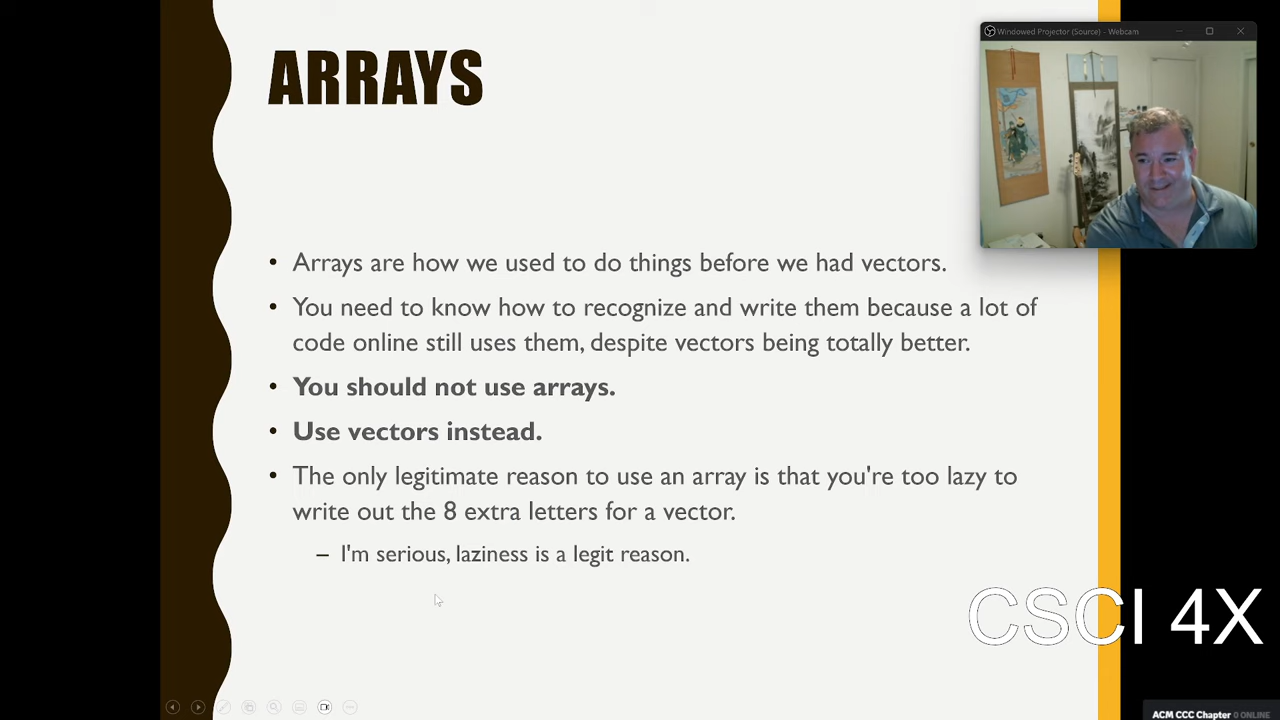 ARRAYS
Windowed Projector (Source) - Webcam
• Arrays are how we used to do things before we had vectors.
• You need to know how to recognize and write them because a lot of
code online still uses them, despite vectors being totally better.
• You should not use arrays.
• Use vectors instead.
• The only legitimate reason to use an array is that you're too lazy to
write out the 8 extra letters for a vector.
– I'm serious, laziness is a legit reason.
CSCI 4X
ACM CCC Chapter 0 ONLINE